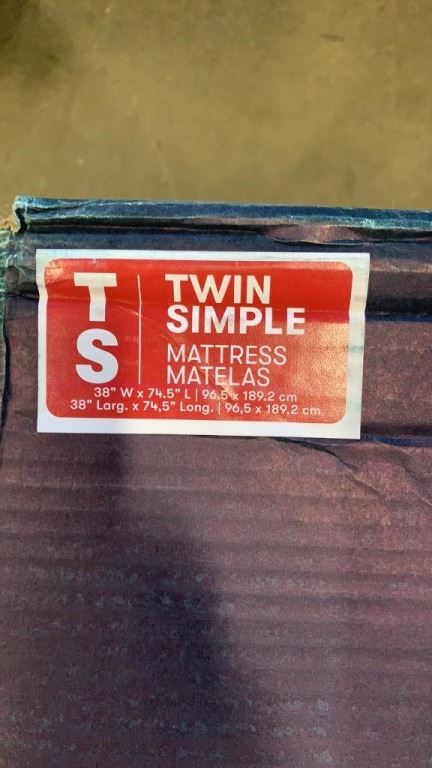 T
S
TWIN
SIMPLE
MATTRESS
MATELAS
38" W x 74.5" L | 96.5 x 189.2 cm
38" Larg. x 74,5" Long. | 96,5 x 189,2 cm